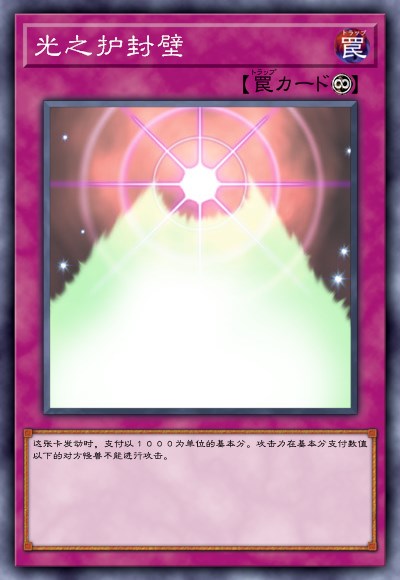 光之护封壁
トラップ
罠
【罠カード】
トラップ
这张卡发动时，支付以１０００为单位的基本分。攻击力在基本分支付数值
以下的对方怪兽不能进行攻击。